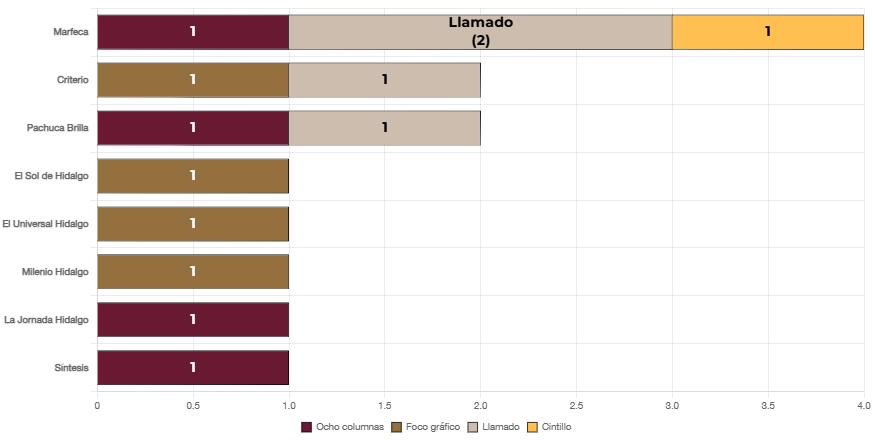 Marfeca
1
Llamado
(2)
1
Criterio
1
1
Pachuca Brilla
1
1
El Sol de Hidalgo
1
El Universal Hidalgo
1
Milenio Hidalgo
1
La Jornada Hidalgo
1
Síntesis
1
0 0.5 1.0 1.5 2.0 2.5 3.0 3.5 4.0
Ocho columnas Foco gráfico Llamado Cintillo